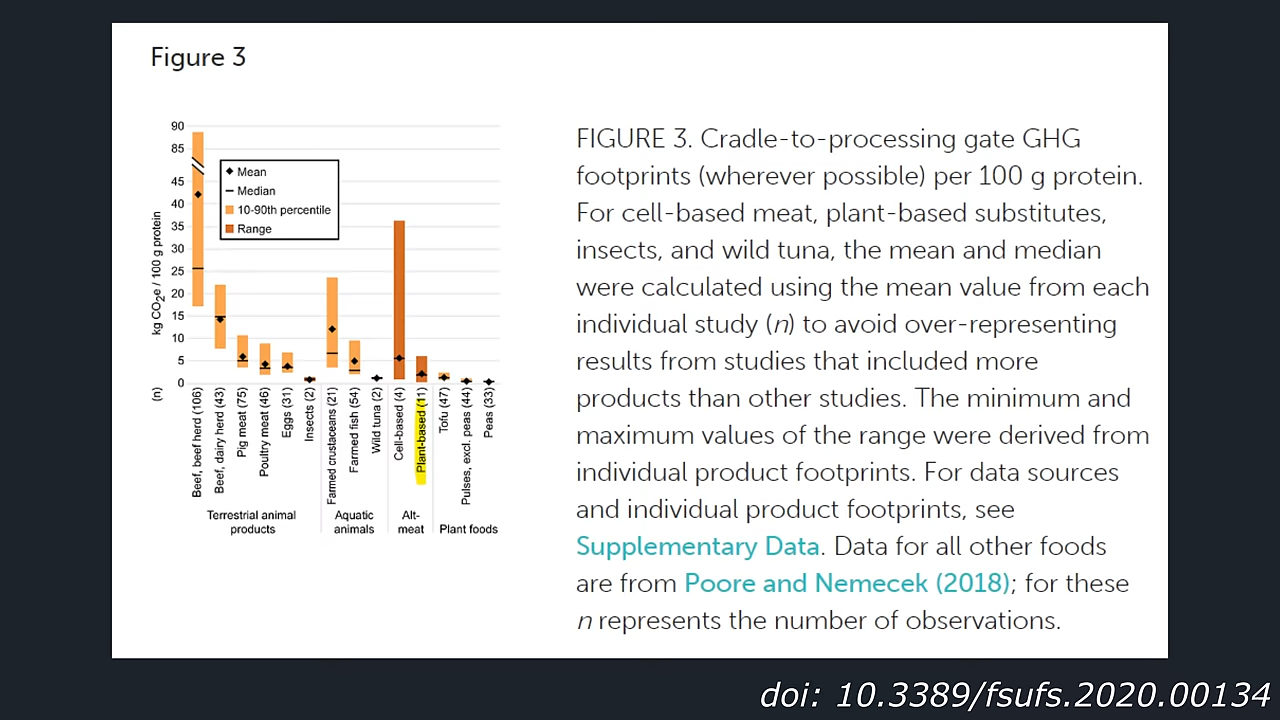 Figure 3
90
85
45
40
35
30
25
20
15
10
5
0
kg CO2e / 100 g protein
Mean
Median
10-90th percentile
Range
(n)
Beef, beef herd (106)
Beef, dairy herd (43)
Pig meat (75)
Poultry meat (46)
Eggs (31)
Insects (2)
Farmed crustaceans (21)
Farmed fish (54)
Wild tuna (2)
Cell-based (4)
Plant-based (11)
Tofu (47)
Pulses, excl. peas (44)
Peas (33)
Terrestrial animal
products
Aquatic
animals
Alt-
meat
Plant foods
FIGURE 3. Cradle-to-processing gate GHG
footprints (wherever possible) per 100 g protein.
For cell-based meat, plant-based substitutes,
insects, and wild tuna, the mean and median
were calculated using the mean value from each
individual study (n) to avoid over-representing
results from studies that included more
products than other studies. The minimum and
maximum values of the range were derived from
individual product footprints. For data sources
and individual product footprints, see
Supplementary Data. Data for all other foods
are from Poore and Nemecek (2018); for these
n represents the number of observations.
doi: 10.3389/fsufs.2020.00134